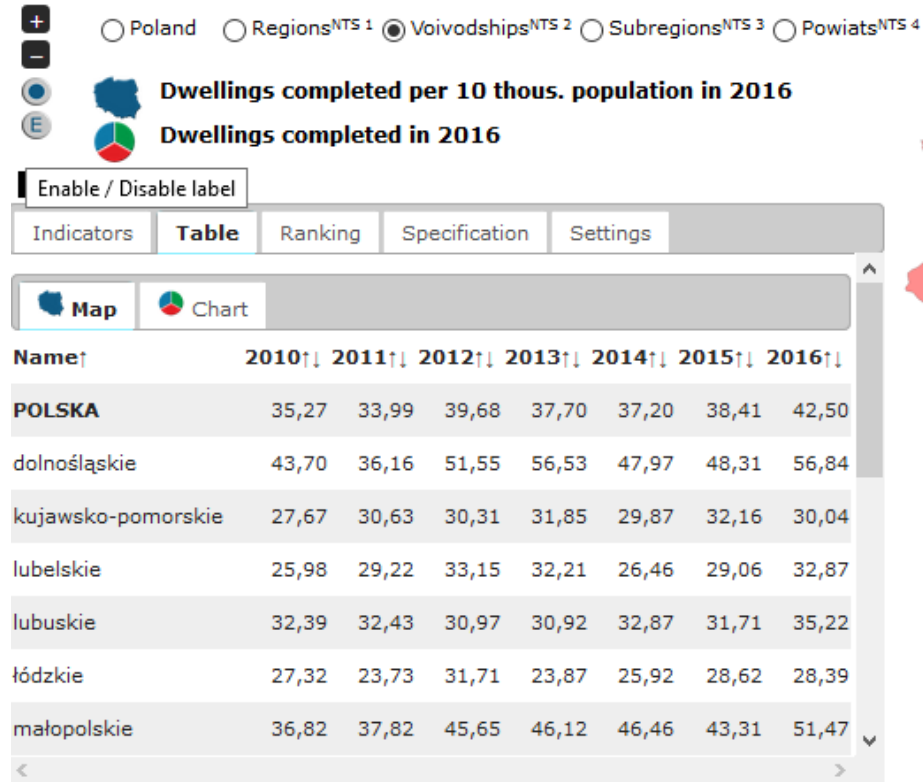 +
Poland Regions NTS 1 Voivodships NTS 2 Subregions NTS 3 Powiats NTS 4
−
Dwellings completed per 10 thous. population in 2016
E
Dwellings completed in 2016
Enable / Disable label
Indicators Table Ranking Specification Settings
Map Chart
Name↑ 2010↑↓ 2011↑↓ 2012↑↓ 2013↑↓ 2014↑↓ 2015↑↓ 2016↑↓
POLSKA 35,27 33,99 39,68 37,70 37,20 38,41 42,50
dolnośląskie 43,70 36,16 51,55 56,53 47,97 48,31 56,84
kujawsko-pomorskie 27,67 30,63 30,31 31,85 29,87 32,16 30,04
lubelskie 25,98 29,22 33,15 32,21 26,46 29,06 32,87
lubuskie 32,39 32,43 30,97 30,92 32,87 31,71 35,22
łódzkie 27,32 23,73 31,71 23,87 25,92 28,62 28,39
małopolskie 36,82 37,82 45,65 46,12 46,46 43,31 51,47